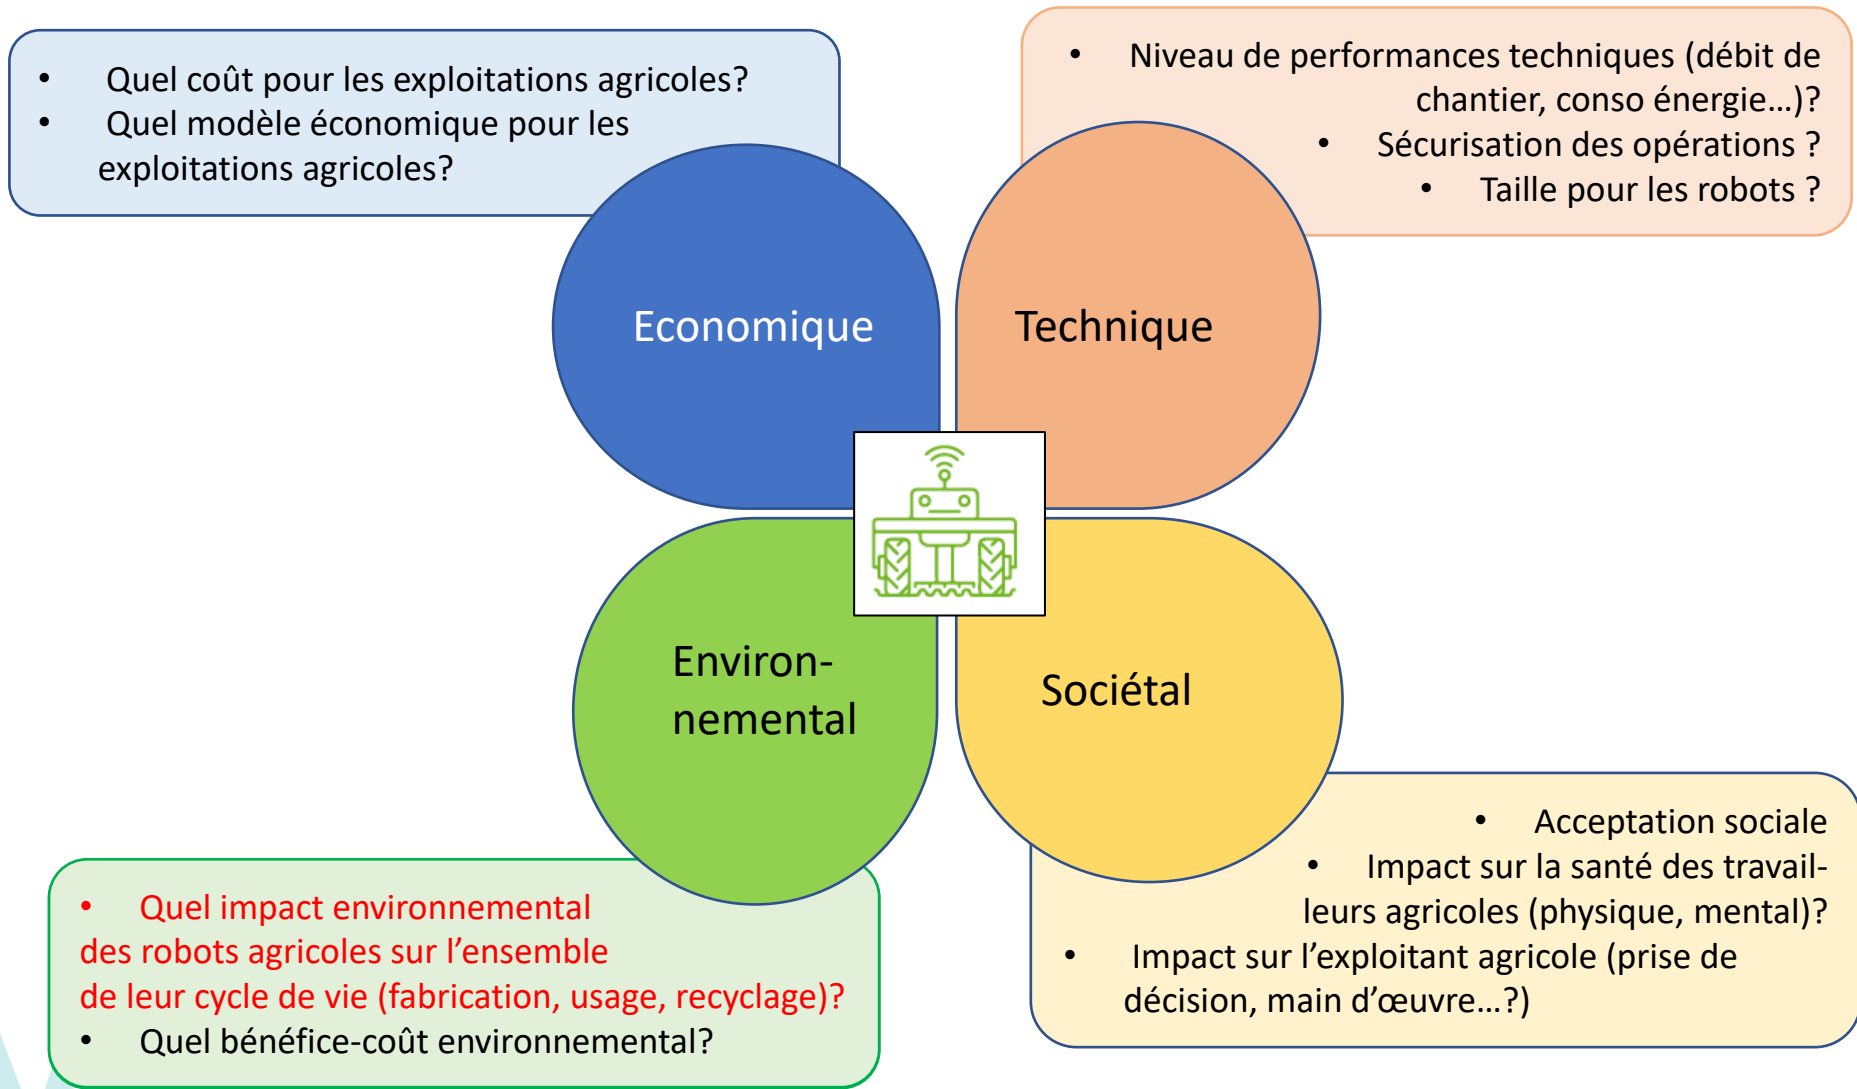 • Quel coût pour les exploitations agricoles?
• Quel modèle économique pour les
exploitations agricoles?
• Niveau de performances techniques (débit de
chantier, conso énergie…)?
• Sécurisation des opérations ?
• Taille pour les robots ?
Economique
Technique
Environ-
nemental
Sociétal
• Quel impact environnemental
des robots agricoles sur l’ensemble
de leur cycle de vie (fabrication, usage, recyclage)?
• Quel bénéfice-coût environnemental?
• Acceptation sociale
• Impact sur la santé des travail-
leurs agricoles (physique, mental)?
• Impact sur l’exploitant agricole (prise de
décision, main d’œuvre…?)